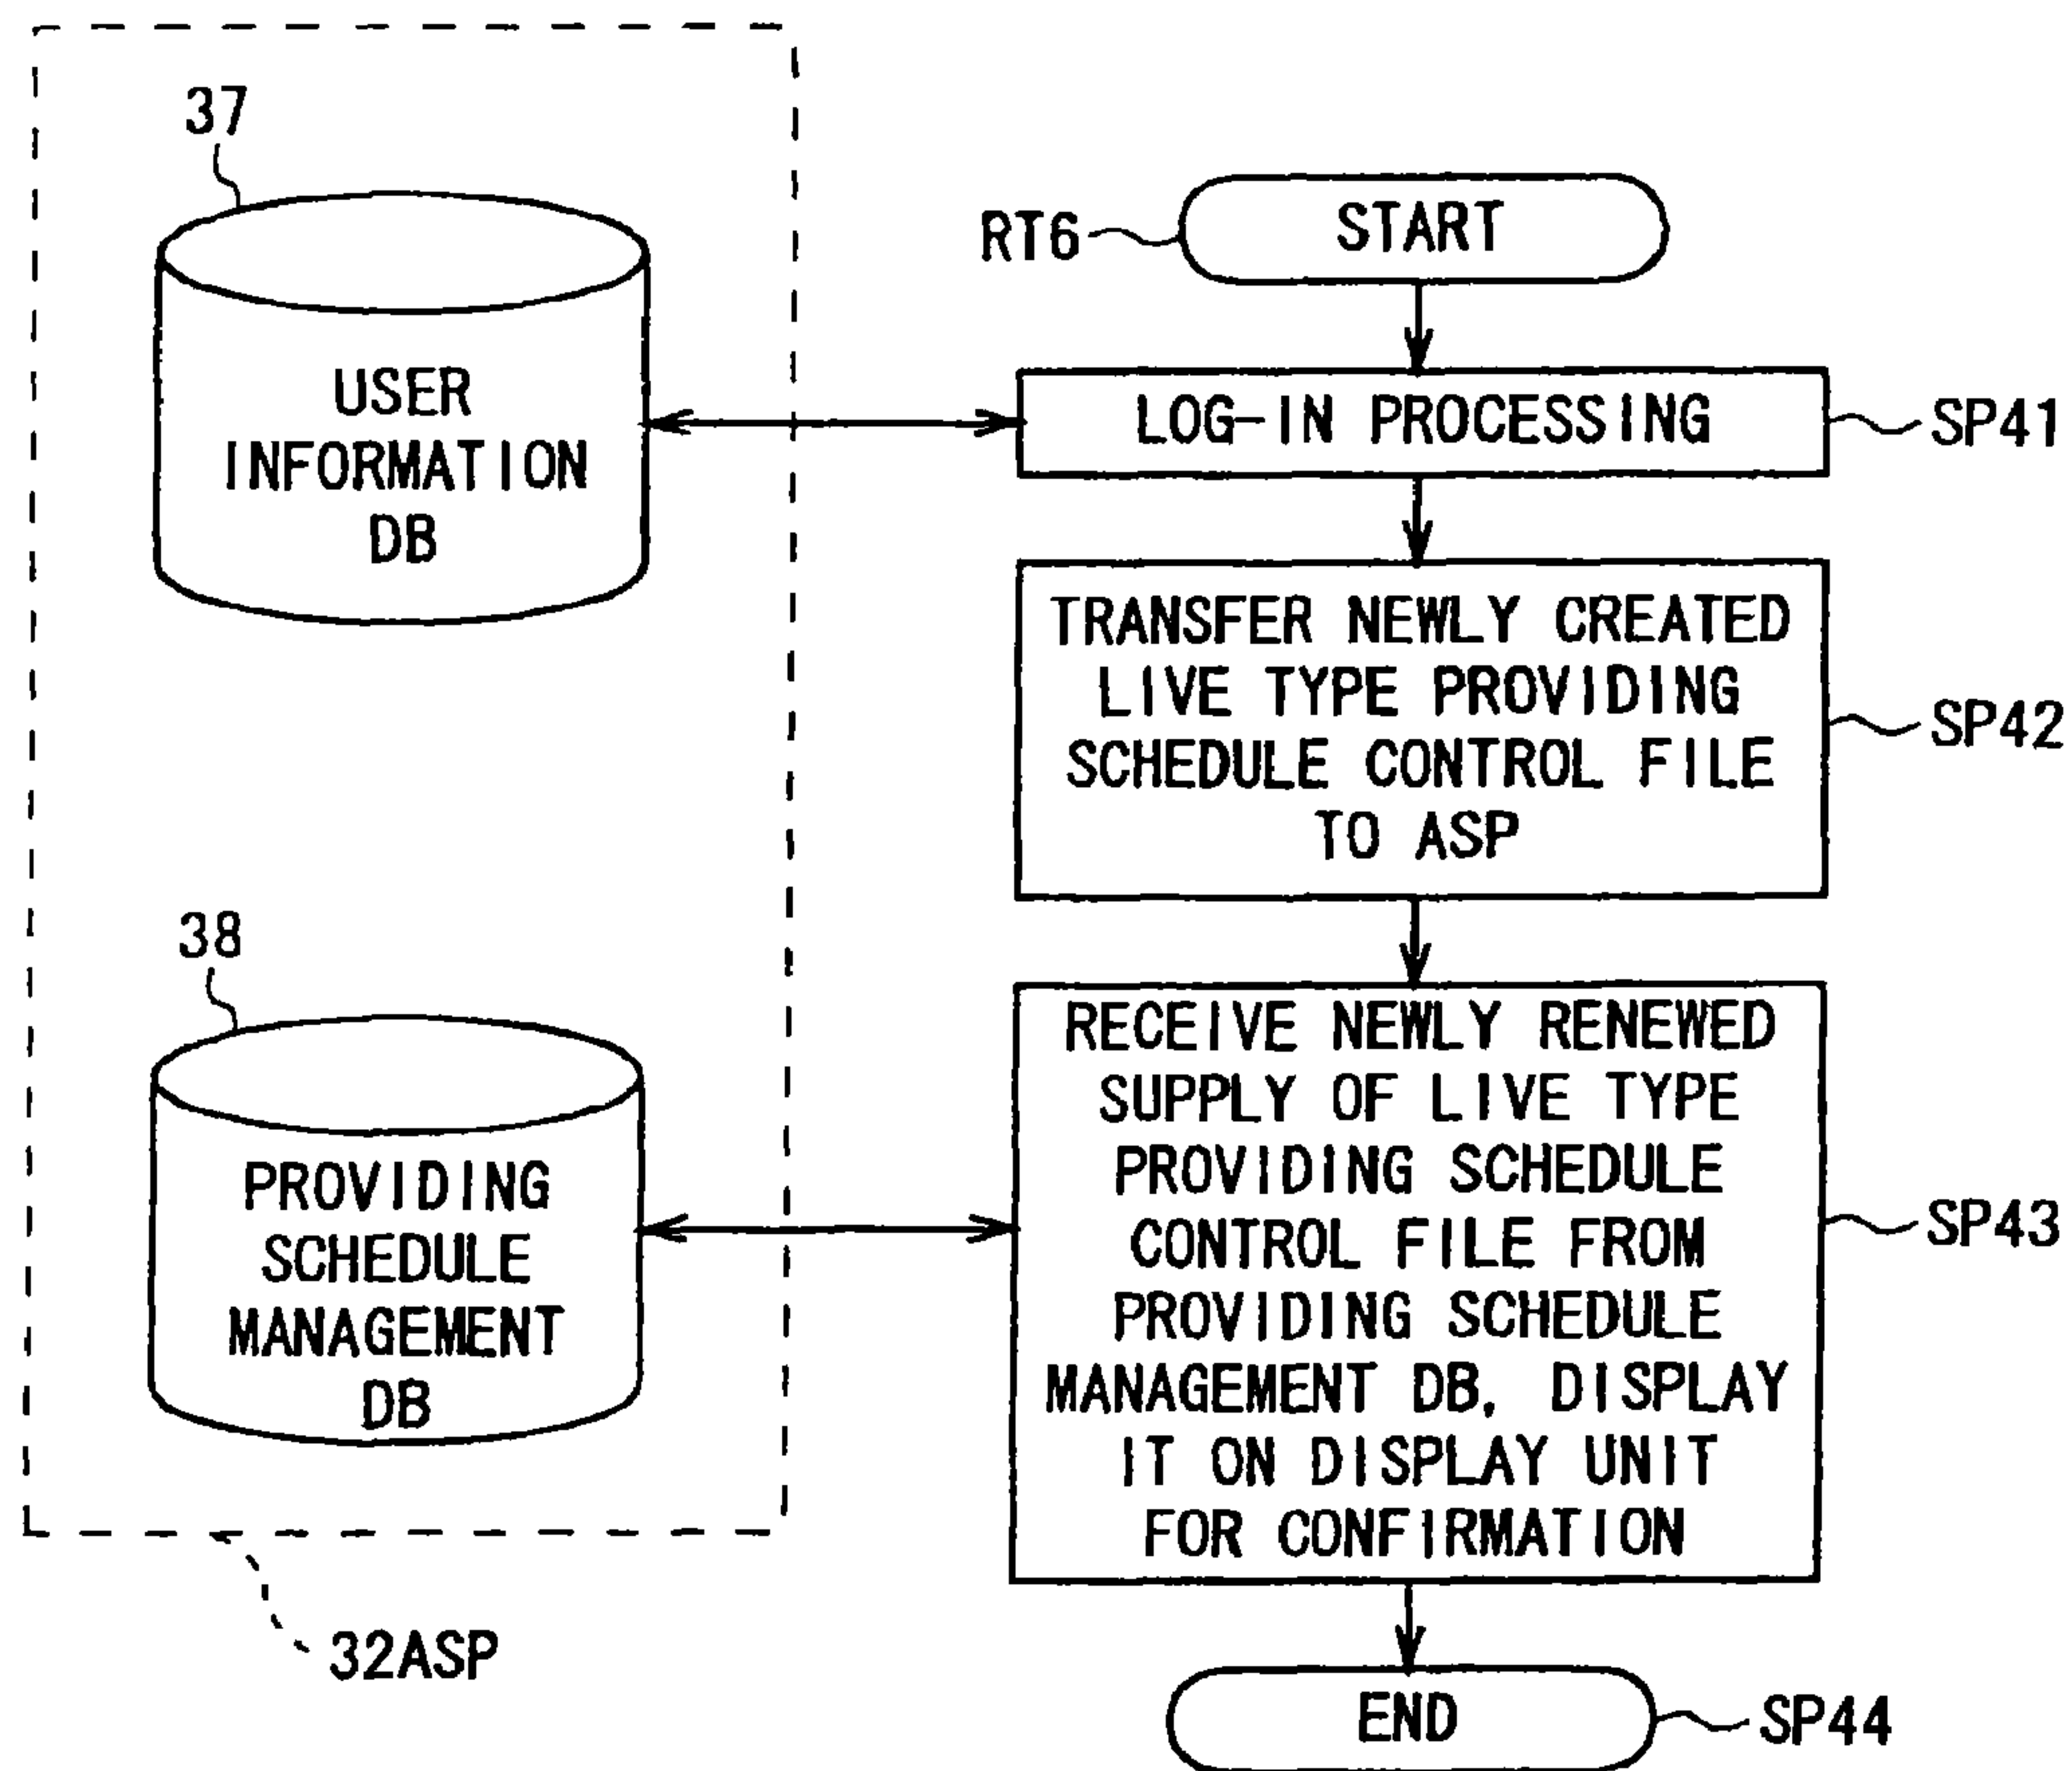 37
USER
INFORMATION
DB
38
PROVIDING
SCHEDULE
MANAGEMENT
DB
32ASP
RT6
START
LOG-IN PROCESSING
SP41
TRANSFER NEWLY CREATED
LIVE TYPE PROVIDING
SCHEDULE CONTROL FILE
TO ASP
SP42
RECEIVE NEWLY RENEWED
SUPPLY OF LIVE TYPE
PROVIDING SCHEDULE
CONTROL FILE FROM
PROVIDING SCHEDULE
MANAGEMENT DB, DISPLAY
IT ON DISPLAY UNIT
FOR CONFIRMATION
SP43
END
SP44